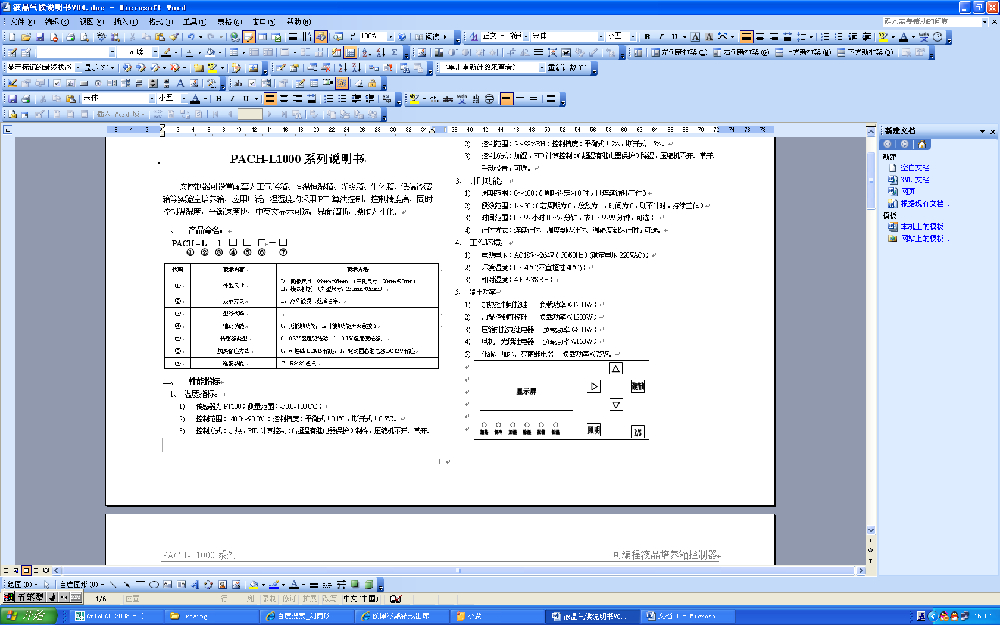 液晶气候说明书V04.doc - Microsoft Word
文件(F) 编辑(E) 视图(V) 插入(I) 格式(O) 工具(T) 表格(A) 窗口(W) 帮助(H)
键入需要帮助的问题
100% 阅读(R) 正文 + (符 宋体 小五 B I U A A
½ 磅 左侧新框架(L) 右侧新框架(G) 上方新框架(M) 下方新框架(B)
显示标记的最终状态 显示(S) <单击重新计数来查看> 重新计数(C)
宋体 小五 A B I U
插入 Word 域
6 4 2 2 4 6 8 10 12 14 16 18 20 22 24 26 28 30 32 34 38 40 42 44 46 48 50 52 54 56 58 60 62 64 66 68 70 72 74 76 78
PACH-L1000 系列说明书
该控制器可设置配套人工气候箱、恒温恒湿箱、光照箱、生化箱、低温冷藏
箱等实验室培养箱，应用广泛；温湿度均采用 PID 算法控制，控制精度高，同时
控制温湿度，平衡速度快；中英文显示可选，界面清晰，操作人性化。
一、 产品命名：
PACH－L 1 □ □ □－□
① ② ③ ④ ⑤ ⑥ ⑦
代码 表示内容 表示方法
① 外型尺寸 D：面板尺寸：96mm*96mm （开孔尺寸：90mm*90mm）
H：横式裸板 （外型尺寸：230mm*85mm）
② 显示方式 L：点阵液晶（蓝底白字）
③ 型号代码
④ 辅助功能 0：无辅助功能；1：辅助功能为灭菌控制
⑤ 传感器类型 0：0-3V湿度变送器；1：0-1V湿度变送器；
⑥ 加热输出方式 0：可控硅 BTA16 输出；1：驱动固态继电器 DC12V 输出
⑦ 选配功能 T：RS485 通讯
二、 性能指标
1、 温度指标：
1) 传感器为 PT100；测量范围：-50.0~100.0℃；
2) 控制范围：-40.0～90.0℃；控制精度：平衡式±0.1℃，断开式±0.5℃。
3) 控制方式：加热，PID 计算控制；（超温有继电器保护）制冷，压缩机不开、常开、
2) 控制范围：2～98%RH；控制精度：平衡式±2%，断开式±5%。
3) 控制方式：加湿，PID 计算控制；（超湿有继电器保护）除湿，压缩机不开、常开、
手动设置，可选。
3、 计时功能：
1) 周期范围：0～100；（周期设定为 0 时，则连续循环工作）
2) 段数范围：1～30；（若周期为 0，段数为 1，时间为 0，则不计时，持续工作）
3) 时间范围：0～99 小时 0～59 分钟，或 0～9999 分钟，可选；
4) 计时方式：连续计时、温度到达计时、温湿度到达计时，可选。
4、 工作环境：
1) 电源电压：AC187～264V（50/60Hz）(额定电压 220VAC)；
2) 环境温度：0～40℃(不宜超过 40℃)；
3) 相对湿度：40～93%RH；
5、 输出功率
1) 加热控制可控硅 负载功率≤1200W；
2) 加湿控制可控硅 负载功率≤1200W；
3) 压缩机控制继电器 负载功率≤800W；
4) 风机、光照继电器 负载功率≤150W；
5) 化霜、加水、灭菌继电器 负载功率≤75W。
显示屏
加热 制冷 加湿 除湿 报警 低温
照明
R/S
- 1 -
PACH-L1000 系列 可编程液晶培养箱控制器
新建文档
新建
空白文档
XML 文档
网页
根据现有文档...
模板
本机上的模板...
网站上的模板...
绘图(D) 自选图形(U)
五笔型 1/6 位置 行 列 录制 修订 扩展 改写 中文(中国)
开始 AutoCAD 2008 - [... Drawing 百度搜索_刘雨欣... 侯佩岑戴钻戒出席... 小贾 液晶气候说明书V0... 文档 1 - Microso... 五 16:07